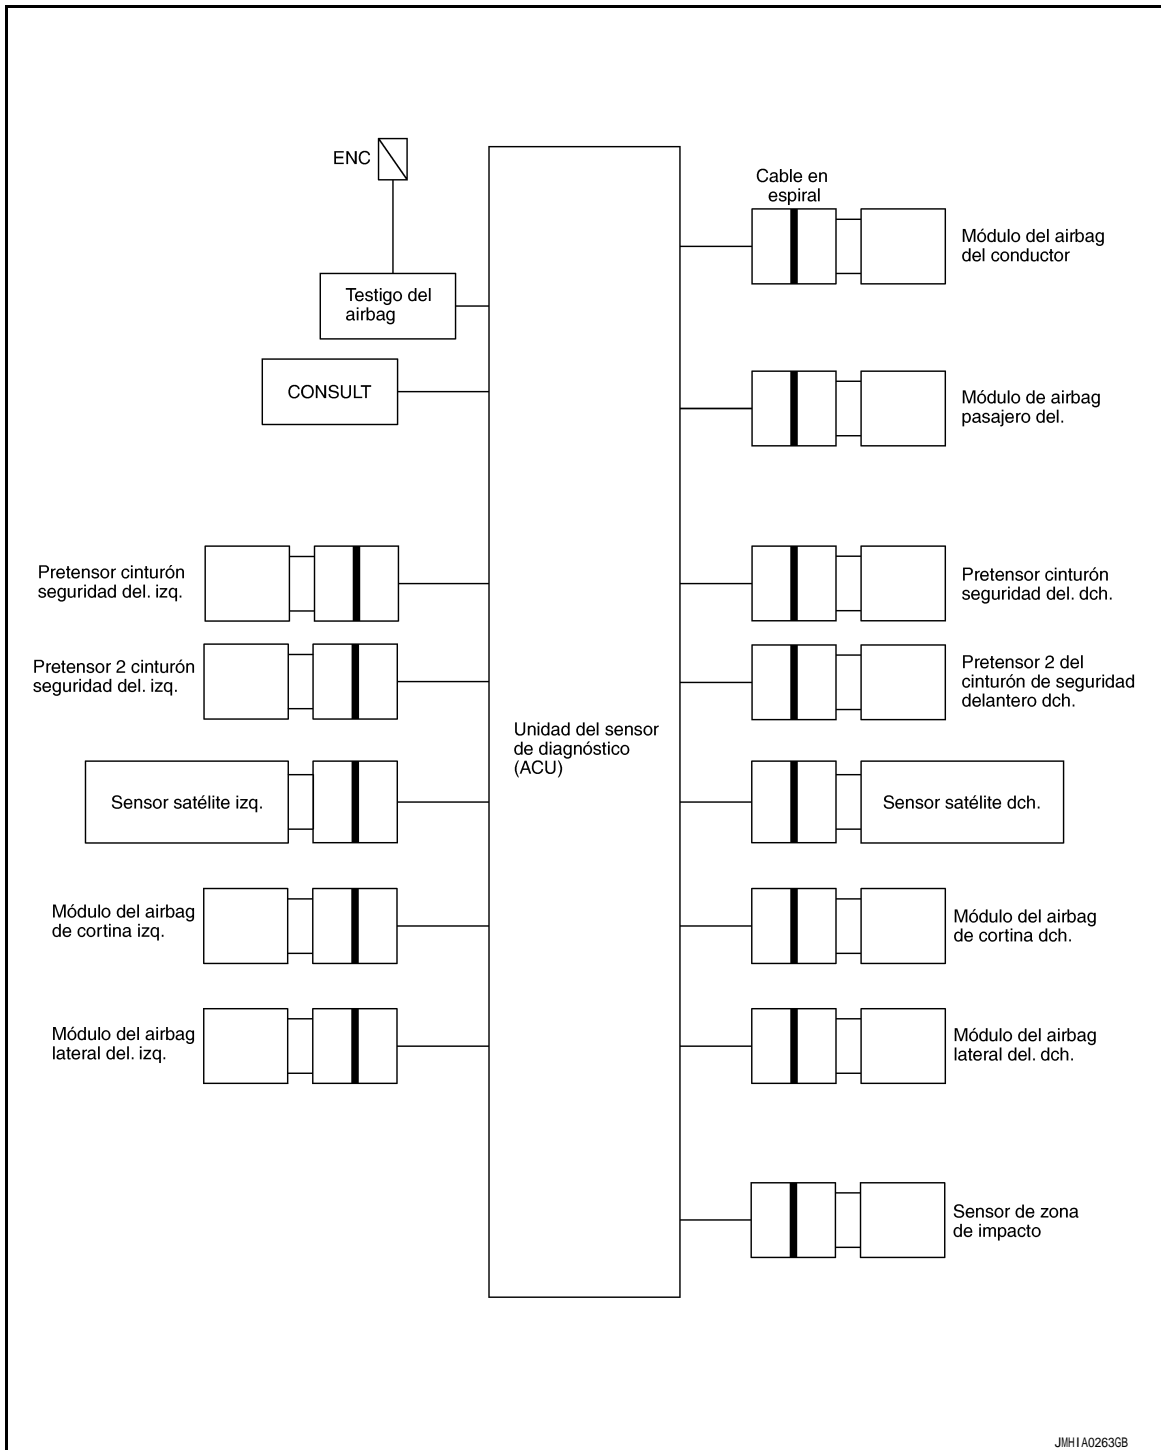 ENC
Testigo del
airbag
CONSULT
Cable en
espiral
Módulo del airbag
del conductor
Módulo de airbag
pasajero del.
Pretensor cinturón
seguridad del. izq.
Pretensor cinturón
seguridad del. dch.
Pretensor 2 cinturón
seguridad del. izq.
Pretensor 2 del
cinturón de seguridad
delantero dch.
Unidad del sensor
de diagnóstico
(ACU)
Sensor satélite izq.
Sensor satélite dch.
Módulo del airbag
de cortina izq.
Módulo del airbag
de cortina dch.
Módulo del airbag
lateral del. izq.
Módulo del airbag
lateral del. dch.
Sensor de zona
de impacto
JMHIA0263GB